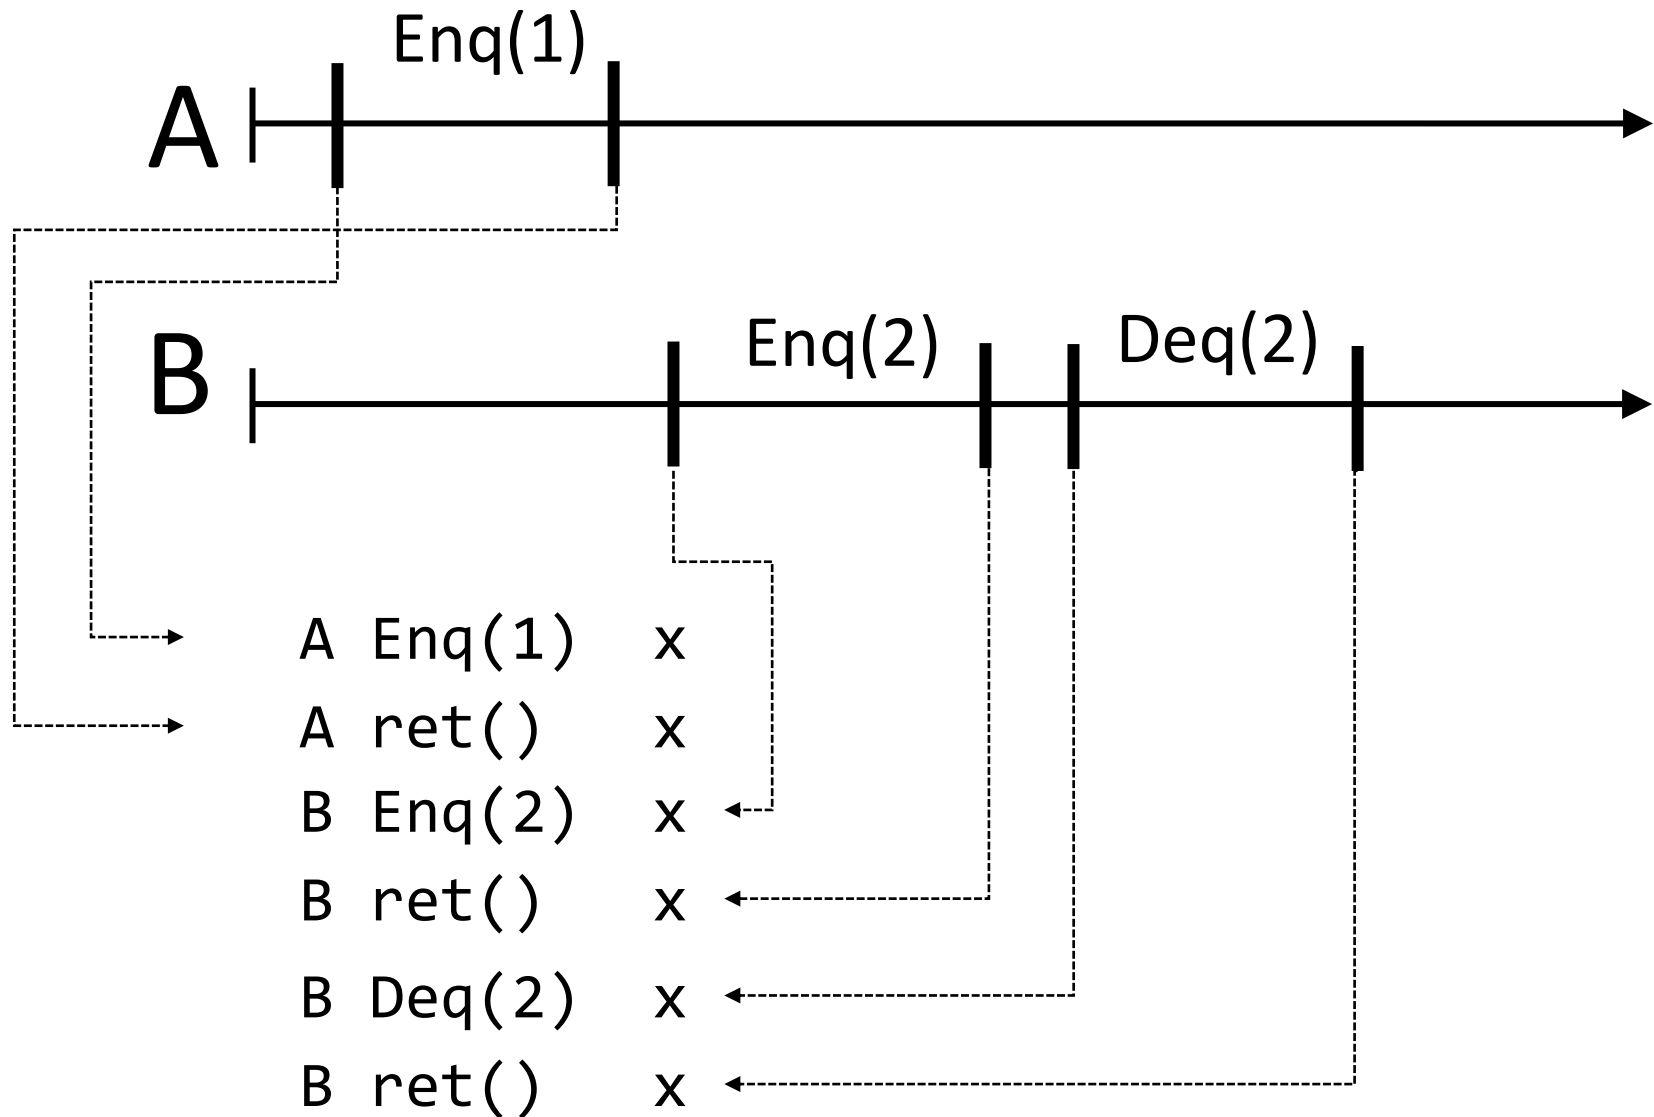 Enq(1)
A
Enq(2) Deq(2)
B
A Enq(1) x
A ret() x
B Enq(2) x
B ret() x
B Deq(2) x
B ret() x